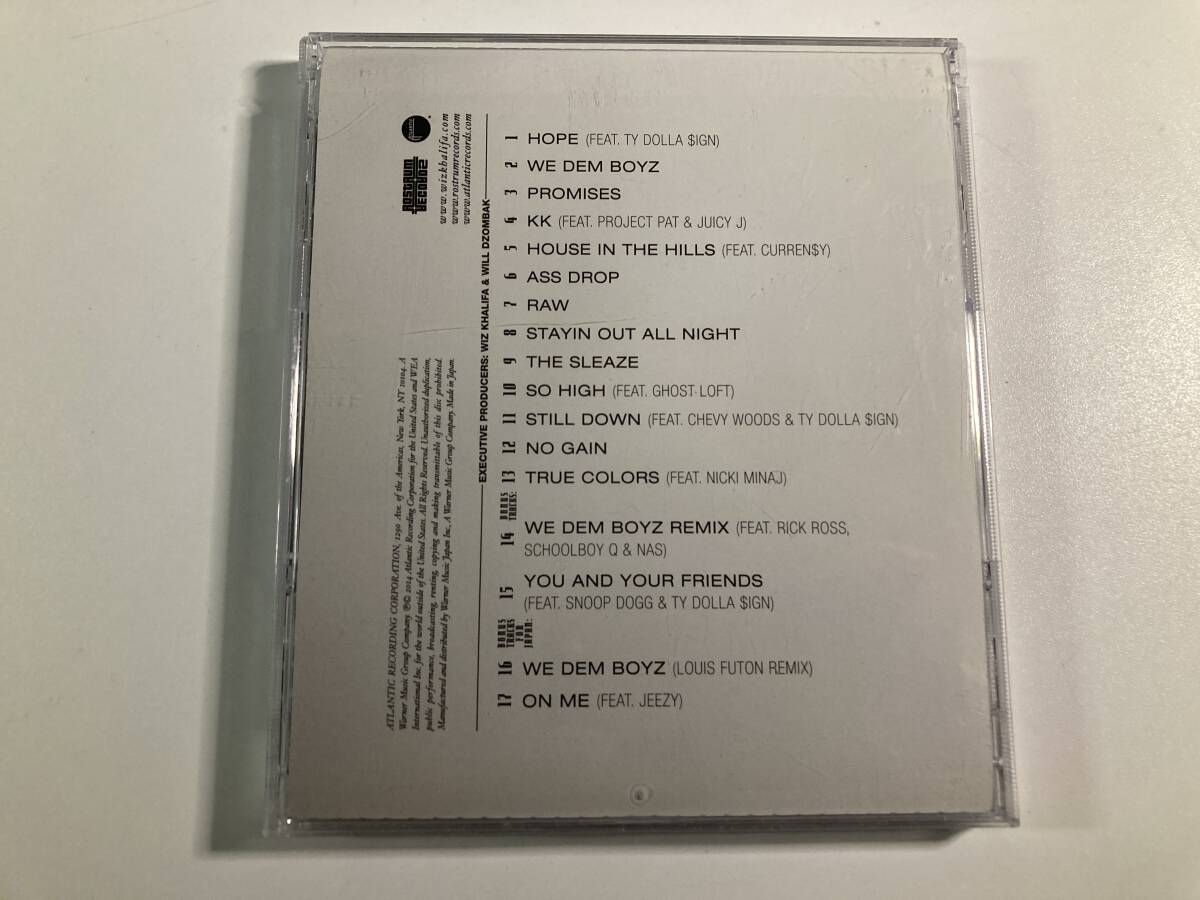 1 HOPE (FEAT. TY DOLLA $IGN)
2 WE DEM BOYZ
3 PROMISES
4 KK (FEAT. PROJECT PAT & JUICY J)
5 HOUSE IN THE HILLS (FEAT. CURREN$Y)
6 ASS DROP
7 RAW
8 STAYIN OUT ALL NIGHT
9 THE SLEAZE
10 SO HIGH (FEAT. GHOST LOFT)
11 STILL DOWN (FEAT. CHEVY WOODS & TY DOLLA $IGN)
12 NO GAIN
13 TRUE COLORS (FEAT. NICKI MINAJ)
BONUS
TRACKS:
14 WE DEM BOYZ REMIX (FEAT. RICK ROSS,
SCHOOLBOY Q & NAS)
15 YOU AND YOUR FRIENDS
(FEAT. SNOOP DOGG & TY DOLLA $IGN)
BONUS
TRACKS
FOR
JAPAN:
16 WE DEM BOYZ (LOUIS FUTON REMIX)
17 ON ME (FEAT. JEEZY)
EXECUTIVE PRODUCERS: WIZ KHALIFA & WILL DZOMBAK
ATLANTIC
ROSTRUM
RECORDS
www.wizkhalifa.com
www.rostrumrecords.com
www.atlanticrecords.com
ATLANTIC RECORDING CORPORATION, 1290 Ave. of the Americas, New York, NY 10104. A
Warner Music Group Company. ℗© 2014 Atlantic Recording Corporation for the United States and WEA
International Inc. for the world outside of the United States. All Rights Reserved. Unauthorized duplication,
public performance, broadcasting, renting, copying and making transmittable of this disc prohibited.
Manufactured and distributed by Warner Music Japan Inc. A Warner Music Group Company. Made in Japan.